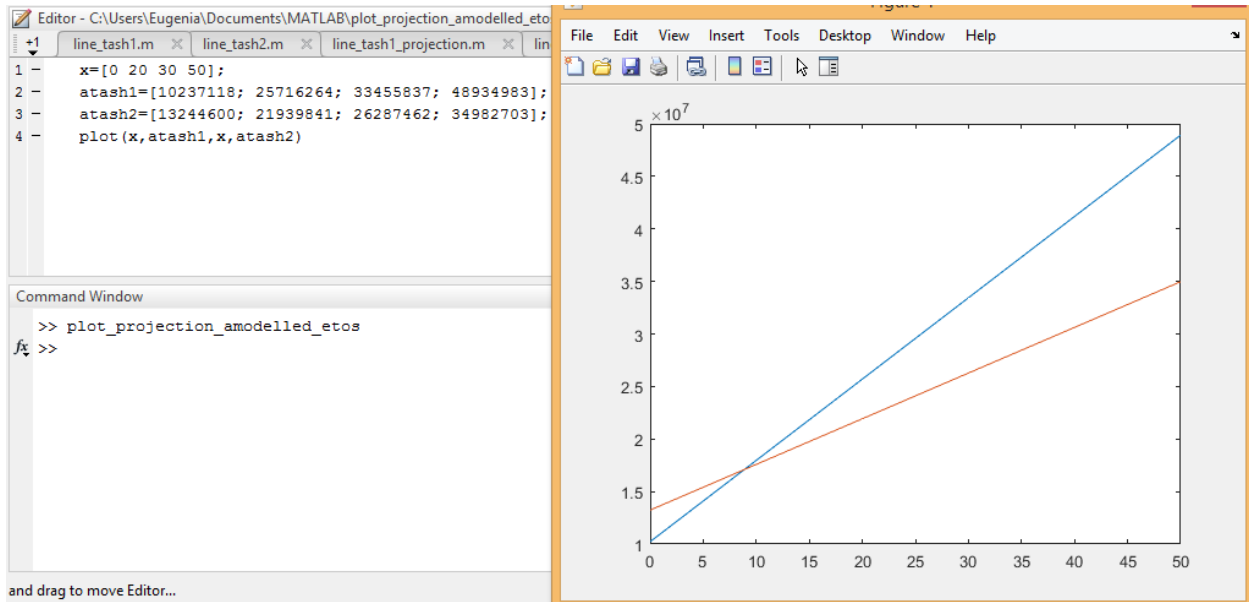 Editor - C:\Users\Eugenia\Documents\MATLAB\plot_projection_amodelled_etos
+1 line_tash1.m line_tash2.m line_tash1_projection.m lin
1 - x=[0 20 30 50];
2 - atash1=[10237118; 25716264; 33455837; 48934983];
3 - atash2=[13244600; 21939841; 26287462; 34982703];
4 - plot(x,atash1,x,atash2)
Command Window
>> plot_projection_amodelled_etos
fx >>
and drag to move Editor...
File Edit View Insert Tools Desktop Window Help
×10^7
5
4.5
4
3.5
3
2.5
2
1.5
1
0 5 10 15 20 25 30 35 40 45 50